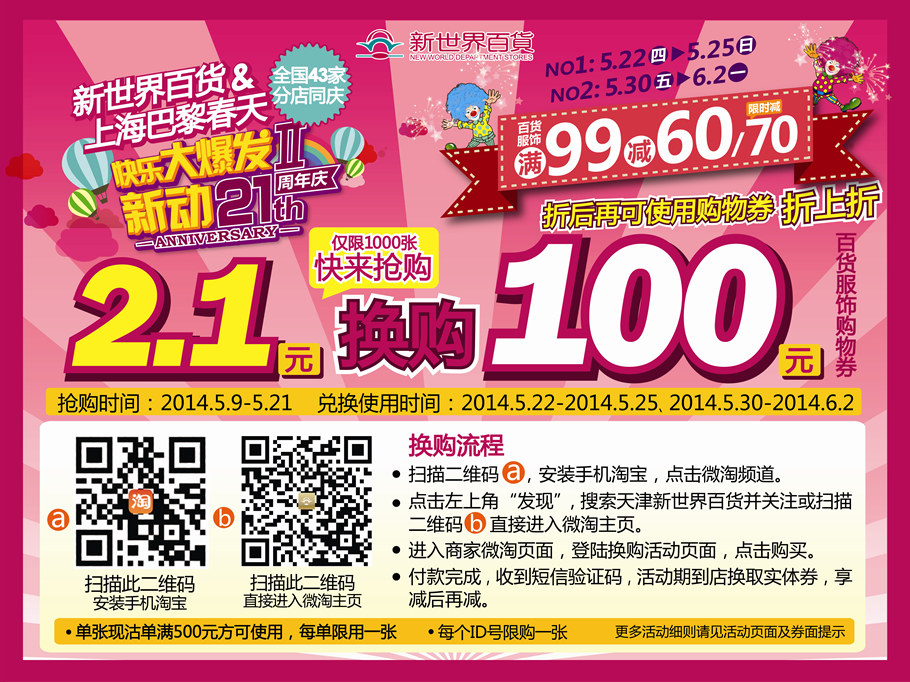 新世界百貨
NEW WORLD DEPARTMENT STORES
新世界百货&
上海巴黎春天
全国43家
分店同庆
快乐大爆发II
新动21th周年庆
ANNIVERSARY
NO1: 5.22四▶5.25日
NO2: 5.30五▶6.2一
百货
服饰
满99减60/70
限时减
折后再可使用购物券 折上折
仅限1000张
快来抢购
2.1元 换购 100元
百货服饰购物券
抢购时间：2014.5.9-5.21 兑换使用时间：2014.5.22-2014.5.25、2014.5.30-2014.6.2
a
淘
扫描此二维码
安装手机淘宝
b
扫描此二维码
直接进入微淘主页
换购流程
• 扫描二维码a，安装手机淘宝，点击微淘频道。
• 点击左上角“发现”，搜索天津新世界百货并关注或扫描
二维码b直接进入微淘主页。
• 进入商家微淘页面，登陆换购活动页面，点击购买。
• 付款完成，收到短信验证码，活动期到店换取实体券，享
减后再减。
•单张现沽单满500元方可使用，每单限用一张 •每个ID号限购一张 更多活动细则请见活动页面及券面提示